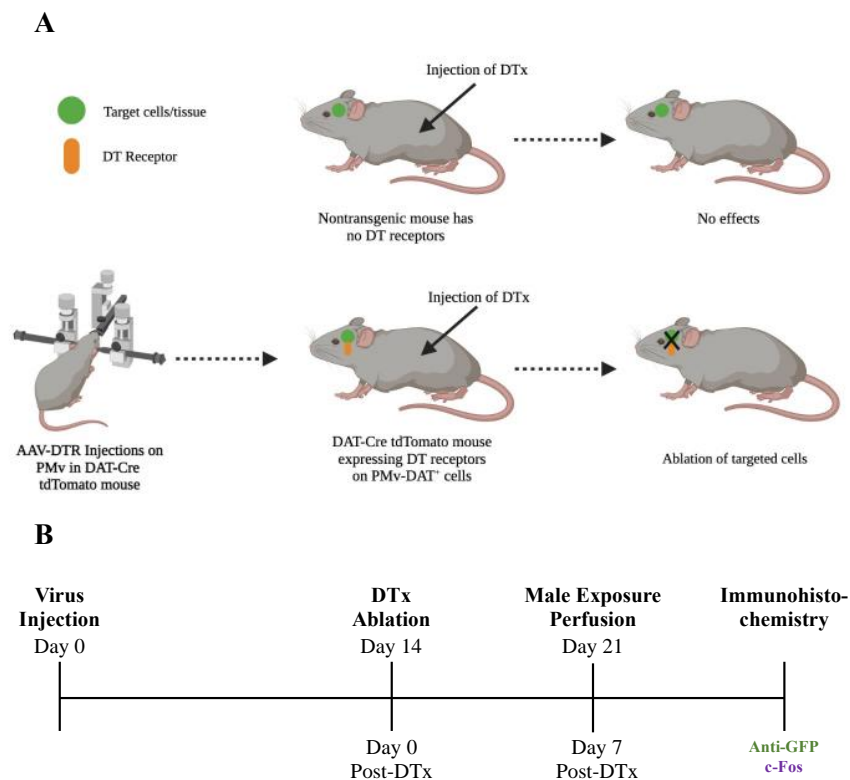 A
Injection of DTx
Target cells/tissue
DT Receptor
Nontransgenic mouse has
no DT receptors
No effects
Injection of DTx
AAV-DTR Injections on
PMv in DAT-Cre
tdTomato mouse
DAT-Cre tdTomato mouse
expressing DT receptors
on PMv-DAT⁺ cells
Ablation of targeted cells
B
Virus
Injection
Day 0
DTx
Ablation
Day 14
Male Exposure
Perfusion
Day 21
Immunohisto-
chemistry
Day 0
Post-DTx
Day 7
Post-DTx
Anti-GFP
c-Fos